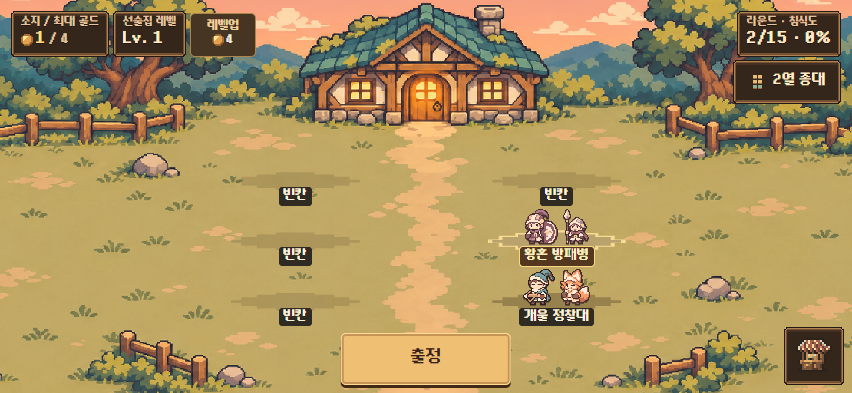 소지 / 최대 골드
1 / 4
선술집 레벨
Lv. 1
레벨업
4
라운드 · 침식도
2/15 · 0%
2열 종대
빈칸
빈칸
빈칸
황혼 방패병
빈칸
개울 정찰대
출정